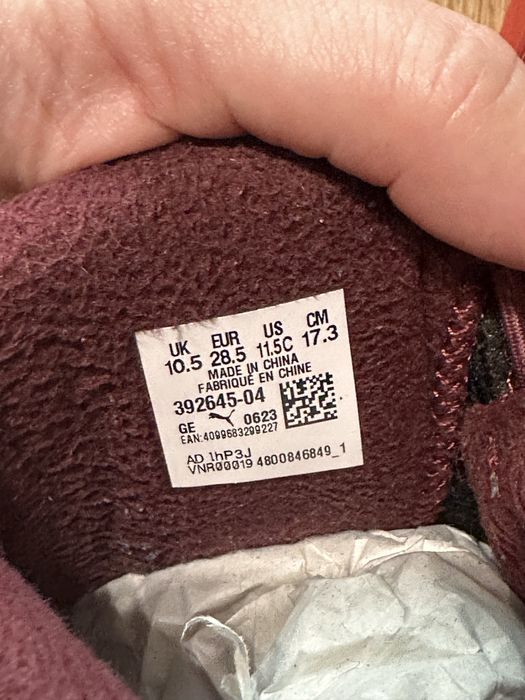 UK EUR US CM
10.5 28.5 11.5C 17.3
MADE IN CHINA
FABRIQUÉ EN CHINE
392645-04
GE 0623
EAN:4099683299227
AD 1hP3J
VNR00019 4800846849_1